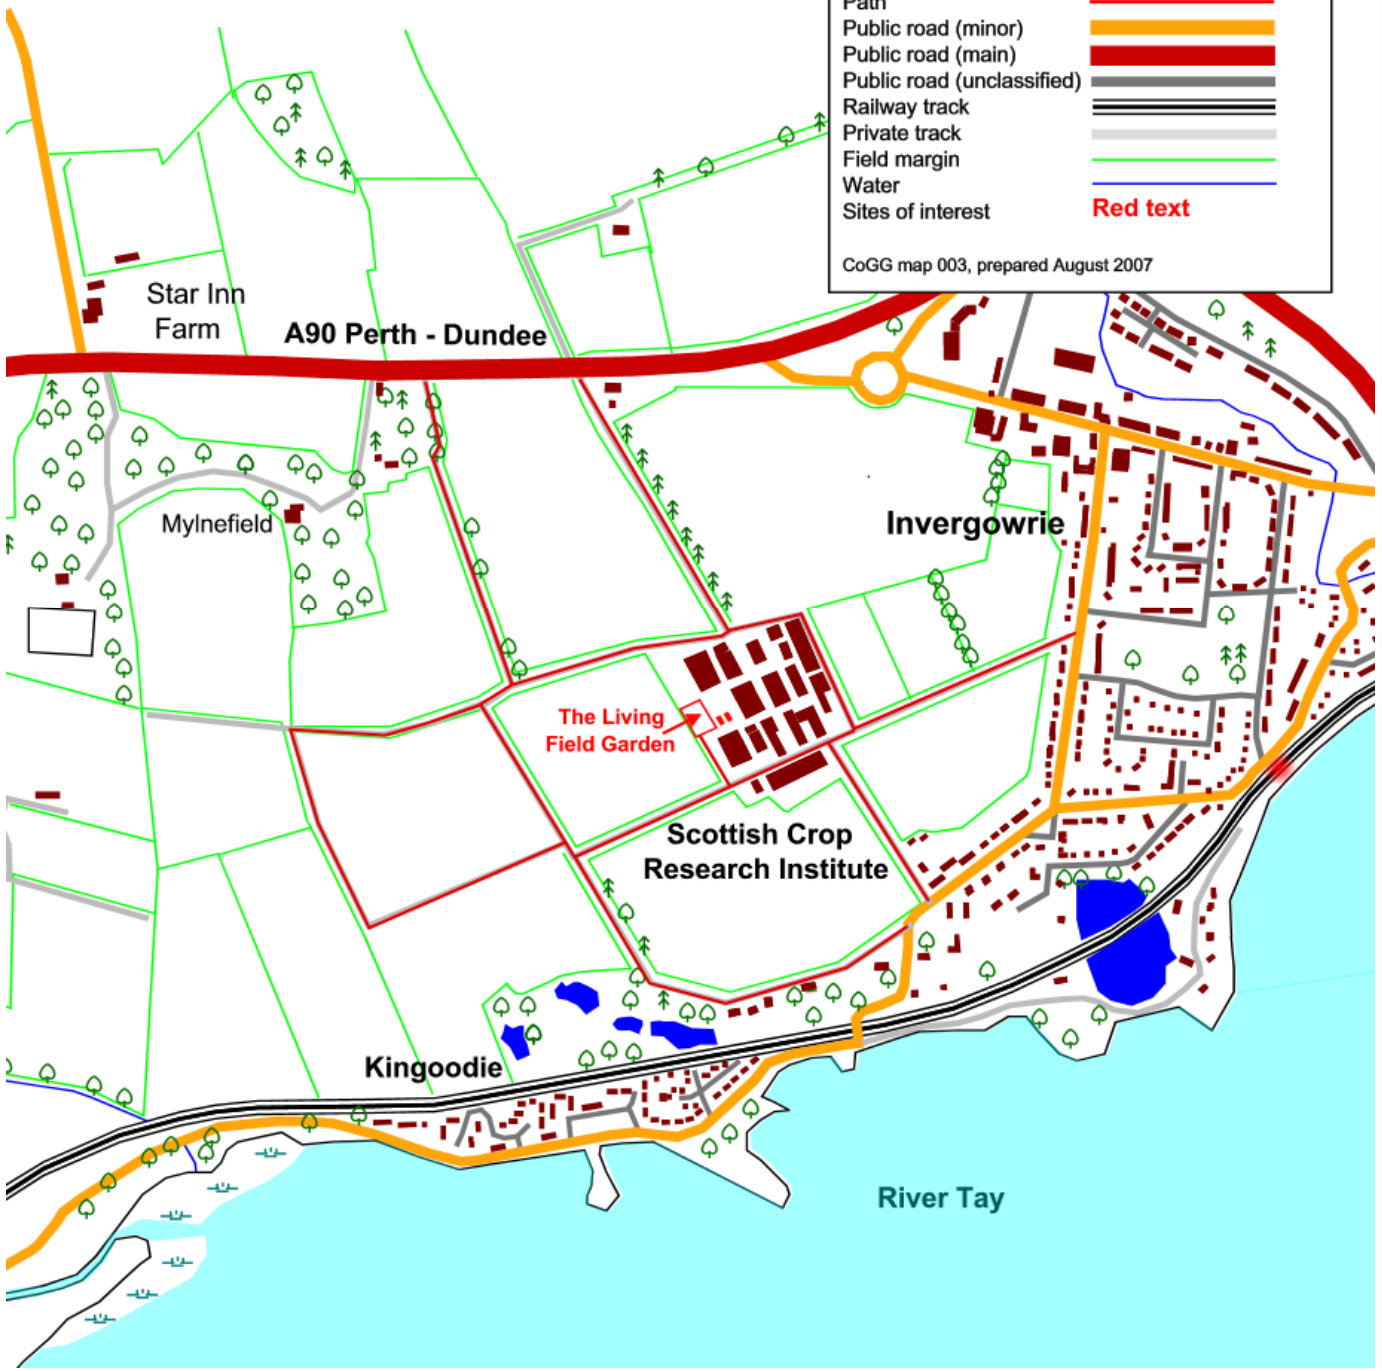 Path
Public road (minor)
Public road (main)
Public road (unclassified)
Railway track
Private track
Field margin
Water
Sites of interest
Red text
CoGG map 003, prepared August 2007
Star Inn
Farm
A90 Perth - Dundee
Mylnefield
Invergowrie
The Living
Field Garden
Scottish Crop
Research Institute
Kingoodie
River Tay